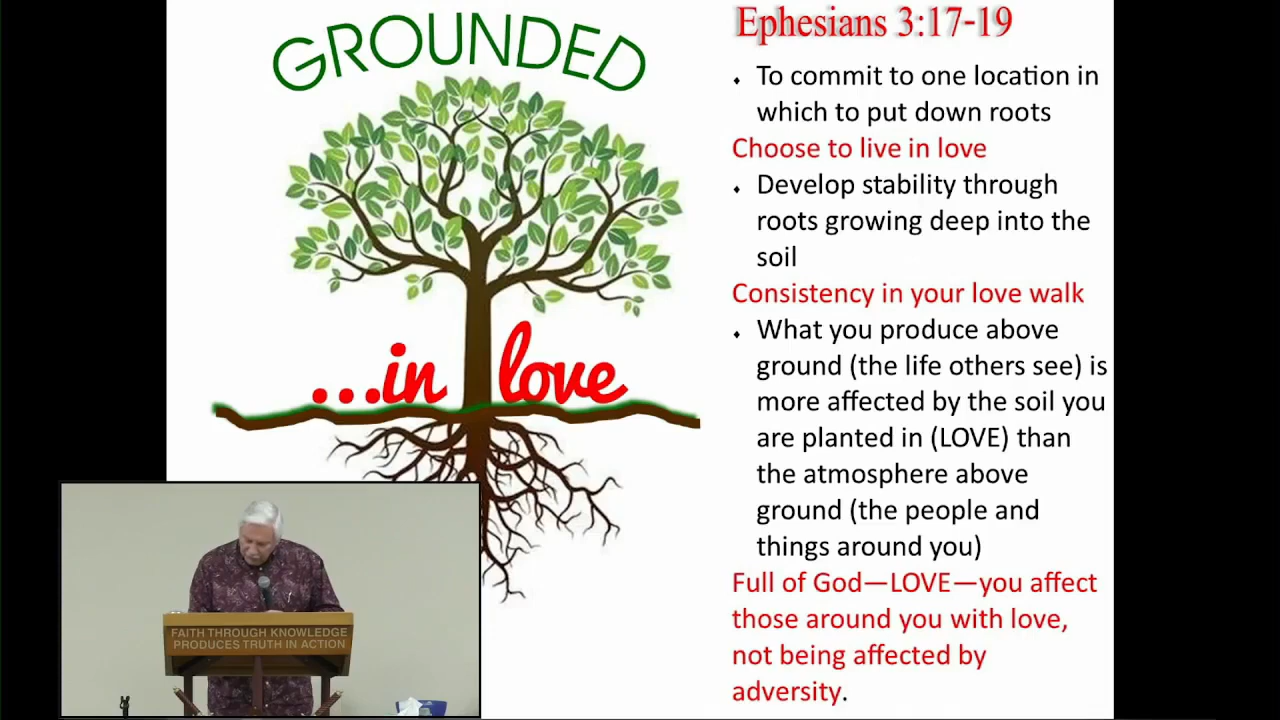 GROUNDED
...in love
Ephesians 3:17-19
⬧ To commit to one location in
which to put down roots
Choose to live in love
⬧ Develop stability through
roots growing deep into the
soil
Consistency in your love walk
⬧ What you produce above
ground (the life others see) is
more affected by the soil you
are planted in (LOVE) than
the atmosphere above
ground (the people and
things around you)
Full of God—LOVE—you affect
those around you with love,
not being affected by
adversity.
FAITH THROUGH KNOWLEDGE
PRODUCES TRUTH IN ACTION